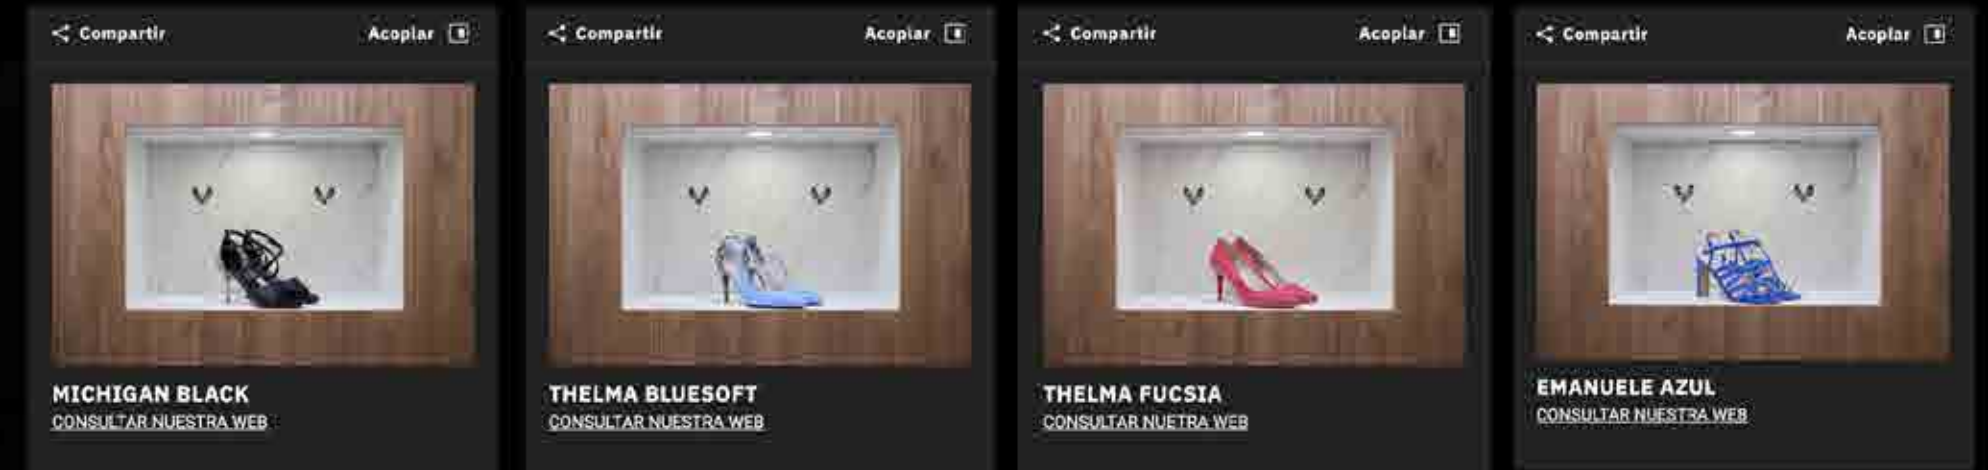 Compartir Acoplar
MICHIGAN BLACK
CONSULTAR NUESTRA WEB
Compartir Acoplar
THELMA BLUESOFT
CONSULTAR NUESTRA WEB
Compartir Acoplar
THELMA FUCSIA
CONSULTAR NUETRA WEB
Compartir Acoplar
EMANUELE AZUL
CONSULTAR NUESTRA WEB